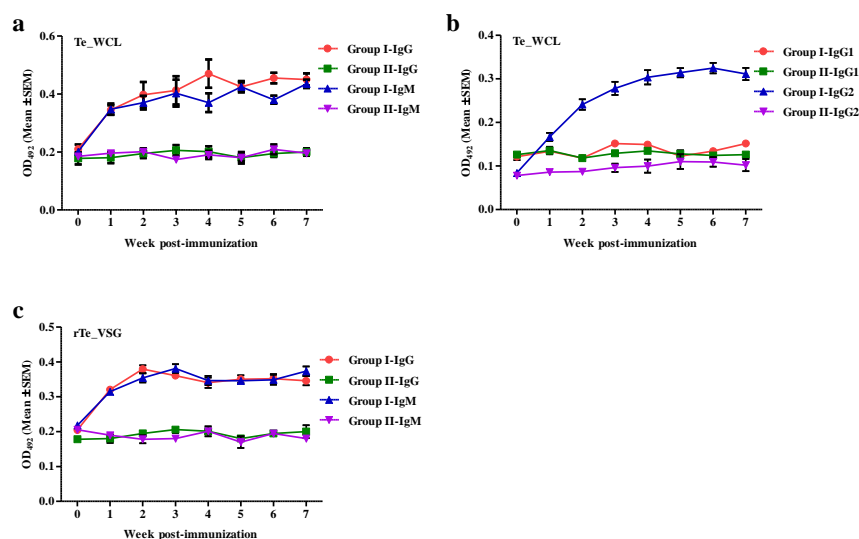 a
Te_WCL
OD492 (Mean ±SEM)
0.6
0.4
0.2
0.0
0 1 2 3 4 5 6 7
Week post-immunization
Group I-IgG
Group II-IgG
Group I-IgM
Group II-IgM
b
Te_WCL
OD492 (Mean ±SEM)
0.4
0.3
0.2
0.1
0.0
0 1 2 3 4 5 6 7
Week post-immunization
Group I-IgG1
Group II-IgG1
Group I-IgG2
Group II-IgG2
c
rTe_VSG
OD492 (Mean ±SEM)
0.5
0.4
0.3
0.2
0.1
0.0
0 1 2 3 4 5 6 7
Week post-immunization
Group I-IgG
Group II-IgG
Group I-IgM
Group II-IgM